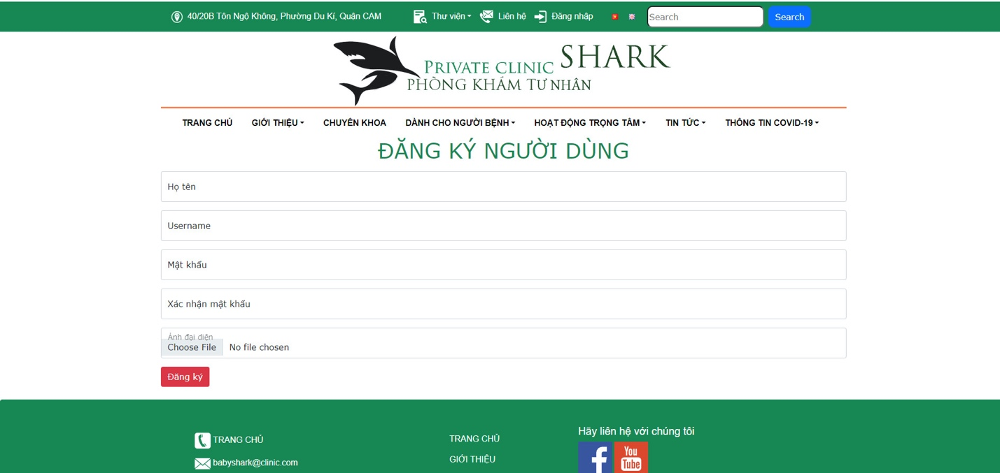 40/20B Tôn Ngộ Không, Phường Du Kí, Quận CAM Thư viện Liên hệ Đăng nhập Search Search
PRIVATE CLINIC SHARK
PHÒNG KHÁM TƯ NHÂN
TRANG CHỦ GIỚI THIỆU CHUYÊN KHOA DÀNH CHO NGƯỜI BỆNH HOẠT ĐỘNG TRỌNG TÂM TIN TỨC THÔNG TIN COVID-19
ĐĂNG KÝ NGƯỜI DÙNG
Họ tên
Username
Mật khẩu
Xác nhận mật khẩu
Ảnh đại diện
Choose File No file chosen
Đăng ký
Hãy liên hệ với chúng tôi
TRANG CHỦ TRANG CHỦ
You
Tube
babyshark@clinic.com GIỚI THIỆU